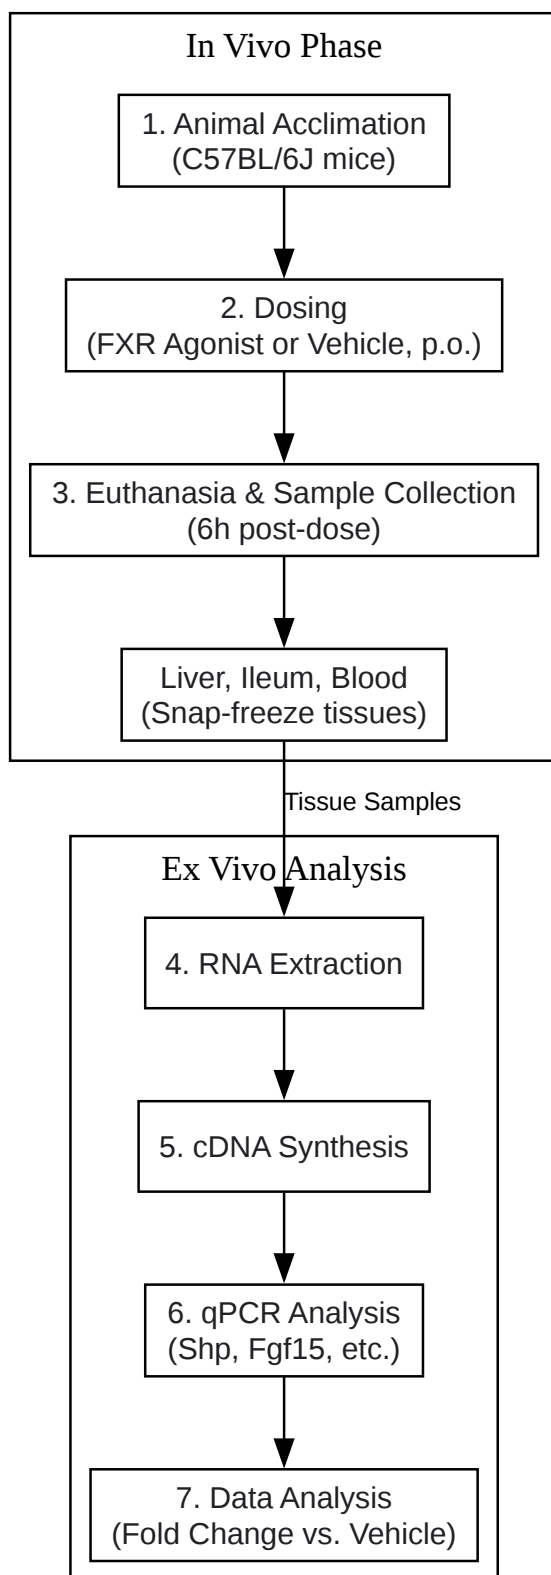 In Vivo Phase
1. Animal Acclimation
(C57BL/6J mice)
2. Dosing
(FXR Agonist or Vehicle, p.o.)
3. Euthanasia & Sample Collection
(6h post-dose)
Liver, Ileum, Blood
(Snap-freeze tissues)
Tissue Samples
Ex Vivo Analysis
4. RNA Extraction
5. cDNA Synthesis
6. qPCR Analysis
(Shp, Fgf15, etc.)
7. Data Analysis
(Fold Change vs. Vehicle)